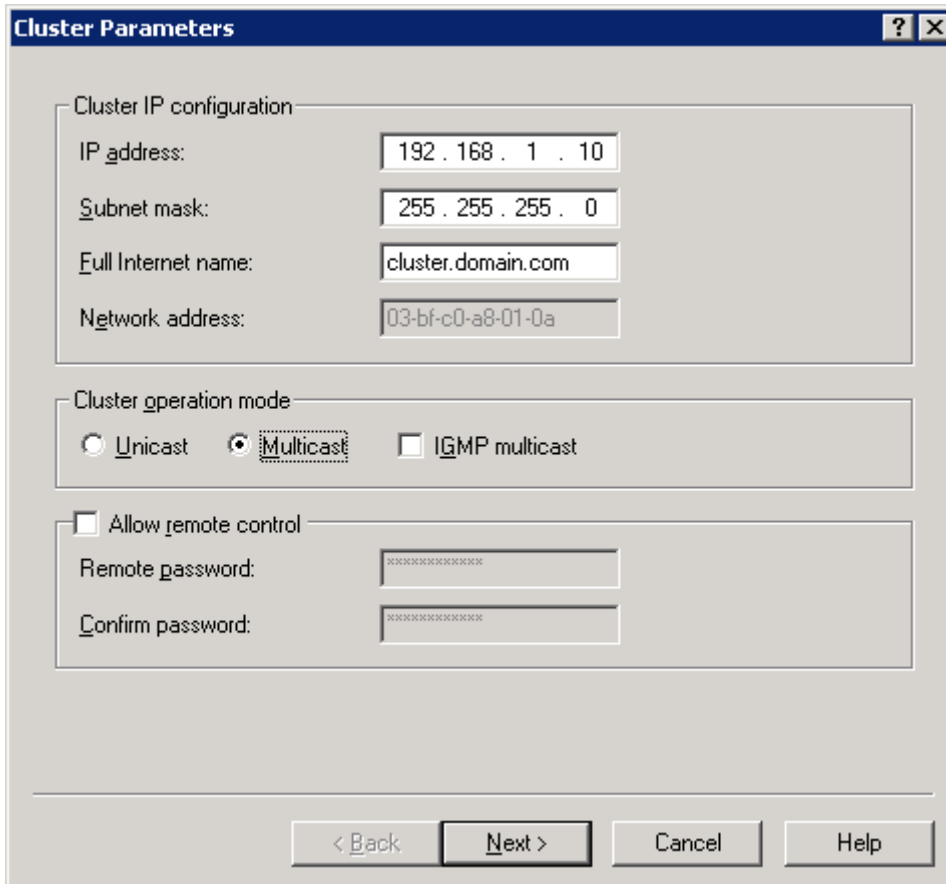 Cluster Parameters
Cluster IP configuration
IP address: 192 . 168 . 1 . 10
Subnet mask: 255 . 255 . 255 . 0
Full Internet name: cluster.domain.com
Network address: 03-bf-c0-a8-01-0a
Cluster operation mode
Unicast Multicast IGMP multicast
Allow remote control
Remote password: ************
Confirm password: ************
< Back Next > Cancel Help